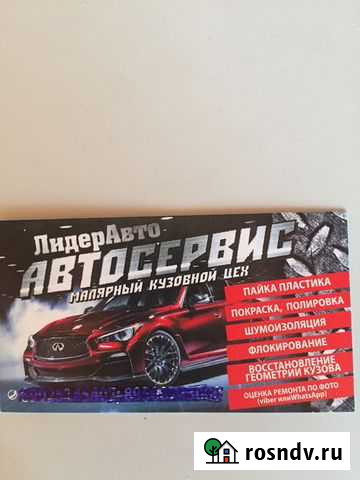 ЛидерАвто
АВТОСЕРВИС
МАЛЯРНЫЙ КУЗОВНОЙ ЦЕХ
ПАЙКА ПЛАСТИКА
ПОКРАСКА, ПОЛИРОВКА
ШУМОИЗОЛЯЦИЯ
ФЛОКИРОВАНИЕ
ВОССТАНОВЛЕНИЕ
ГЕОМЕТРИИ КУЗОВА
ОЦЕНКА РЕМОНТА ПО ФОТО
(viber илиWhatsApp)
rosndv.ru